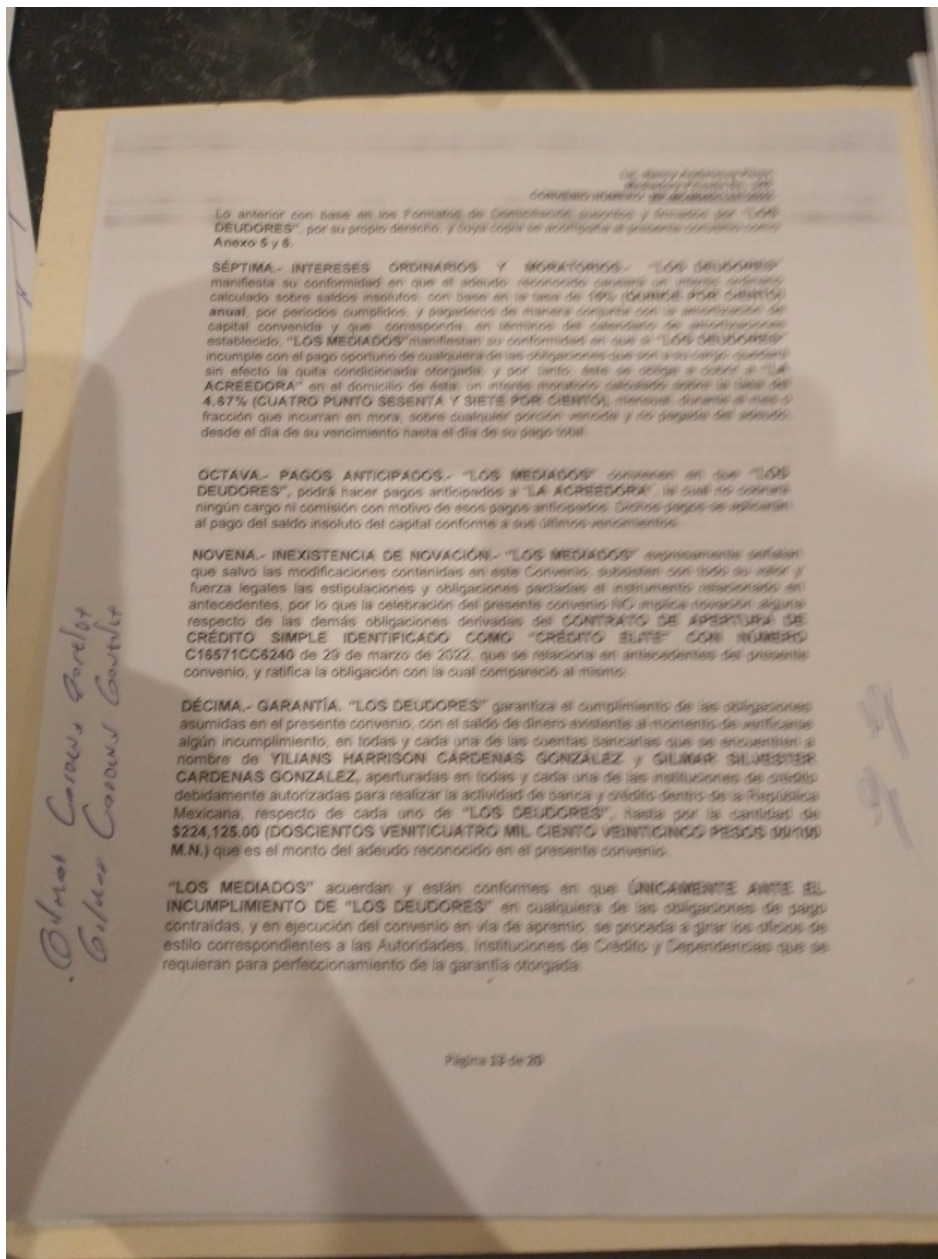 CONVENIO NÚMERO:
Lo anterior con base en los Formatos de Domiciliación suscritos y firmados por "LOS
DEUDORES", por su propio derecho, y cuya copia se acompaña al presente convenio como
Anexo 5 y 6.
SÉPTIMA.- INTERESES ORDINARIOS Y MORATORIOS.- "LOS DEUDORES"
manifiesta su conformidad en que el adeudo reconocido causará un interés ordinario
calculado sobre saldos insolutos, con base en la tasa de (QUINCE POR CIENTO)
anual, por periodos cumplidos, y pagaderos de manera conjunta con la amortización de
capital convenida y que corresponda, en términos del calendario de amortizaciones
establecido; "LOS MEDIADOS" manifiestan su conformidad en que si "LOS DEUDORES"
incumple con el pago oportuno de cualquiera de las obligaciones que son a su cargo quedará
sin efecto la quita condicionada otorgada, y por tanto, éste se obliga a cubrir a "LA
ACREEDORA" en el domicilio de ésta, un interés moratorio calculado sobre la tasa del
4.67% (CUATRO PUNTO SESENTA Y SIETE POR CIENTO), mensual, durante el mes o
fracción que incurran en mora, sobre cualquier porción vencida y no pagada del adeudo,
desde el día de su vencimiento hasta el día de su pago total.
OCTAVA.- PAGOS ANTICIPADOS.- "LOS MEDIADOS" convienen en que "LOS
DEUDORES", podrá hacer pagos anticipados a "LA ACREEDORA", la cual no cobrará
ningún cargo ni comisión con motivo de esos pagos anticipados. Dichos pagos se aplicarán
al pago del saldo insoluto del capital conforme a sus últimos vencimientos.
NOVENA.- INEXISTENCIA DE NOVACIÓN.- "LOS MEDIADOS" expresamente señalan
que salvo las modificaciones contenidas en este Convenio, subsisten con todo su valor y
fuerza legales las estipulaciones y obligaciones pactadas el instrumento relacionado en
antecedentes, por lo que la celebración del presente convenio NO implica novación alguna
respecto de las demás obligaciones derivadas del CONTRATO DE APERTURA DE
CRÉDITO SIMPLE IDENTIFICADO COMO "CRÉDITO ELITE" CON NÚMERO
C16571CC6240 de 29 de marzo de 2022, que se relaciona en antecedentes del presente
convenio, y ratifica la obligación con la cual compareció al mismo.
DÉCIMA.- GARANTÍA. "LOS DEUDORES" garantiza el cumplimiento de las obligaciones
asumidas en el presente convenio, con el saldo de dinero existente al momento de verificarse
algún incumplimiento, en todas y cada una de las cuentas bancarias que se encuentran a
nombre de YILIANS HARRISON CÁRDENAS GONZÁLEZ y GILMAR SILVESTER
CARDENAS GONZALEZ, aperturadas en todas y cada una de las instituciones de crédito
debidamente autorizadas para realizar la actividad de banca y crédito dentro de a República
Mexicana, respecto de cada uno de "LOS DEUDORES", hasta por la cantidad de
$224,125.00 (DOSCIENTOS VENITICUATRO MIL CIENTO VEINTICINCO PESOS 00/100
M.N.) que es el monto del adeudo reconocido en el presente convenio.
"LOS MEDIADOS" acuerdan y están conformes en que ÚNICAMENTE ANTE EL
INCUMPLIMIENTO DE "LOS DEUDORES" en cualquiera de las obligaciones de pago
contraídas, y en ejecución del convenio en vía de apremio, se proceda a girar los oficios de
estilo correspondientes a las Autoridades, Instituciones de Crédito y Dependencias que se
requieran para perfeccionamiento de la garantía otorgada.
Página 13 de 20